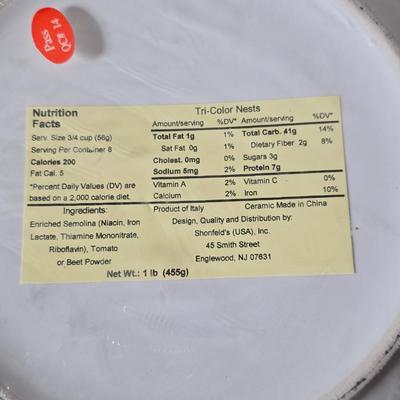 Pass
QC# 14
Nutrition
Facts
Serv. Size 3/4 cup (56g)
Serving Per Container 8
Calories 200
Fat Cal. 5
*Percent Daily Values (DV) are
based on a 2,000 calorie diet.
Tri-Color Nests
Amount/serving %DV* Amount/serving %DV*
Total Fat 1g 1% Total Carb. 41g 14%
Sat Fat 0g 1% Dietary Fiber 2g 8%
Cholest. 0mg 0% Sugars 3g
Sodium 5mg 2% Protein 7g
Vitamin A 2% Vitamin C 0%
Calcium 2% Iron 10%
Ingredients:
Enriched Semolina (Niacin, Iron
Lactate, Thiamine Mononitrate,
Riboflavin), Tomato
or Beet Powder
Product of Italy Ceramic Made in China
Design, Quality and Distribution by:
Shonfeld's (USA), Inc.
45 Smith Street
Englewood, NJ 07631
Net Wt.: 1 lb (455g)